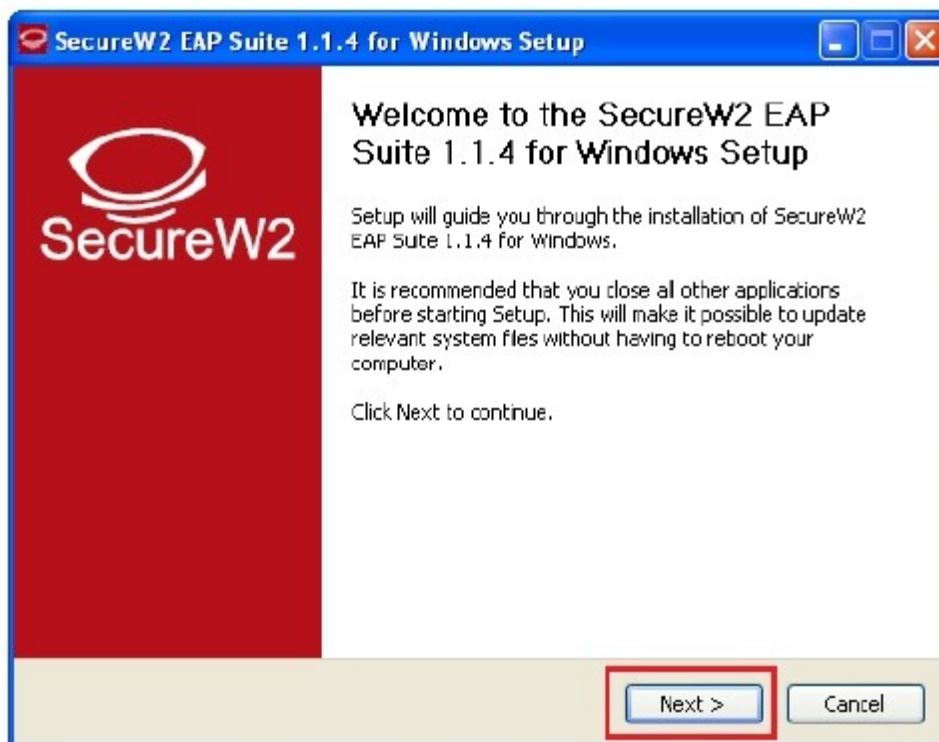 SecureW2 EAP Suite 1.1.4 for Windows Setup
SecureW2
Welcome to the SecureW2 EAP
Suite 1.1.4 for Windows Setup
Setup will guide you through the installation of SecureW2
EAP Suite 1.1.4 for Windows.
It is recommended that you close all other applications
before starting Setup. This will make it possible to update
relevant system files without having to reboot your
computer.
Click Next to continue.
Next >
Cancel